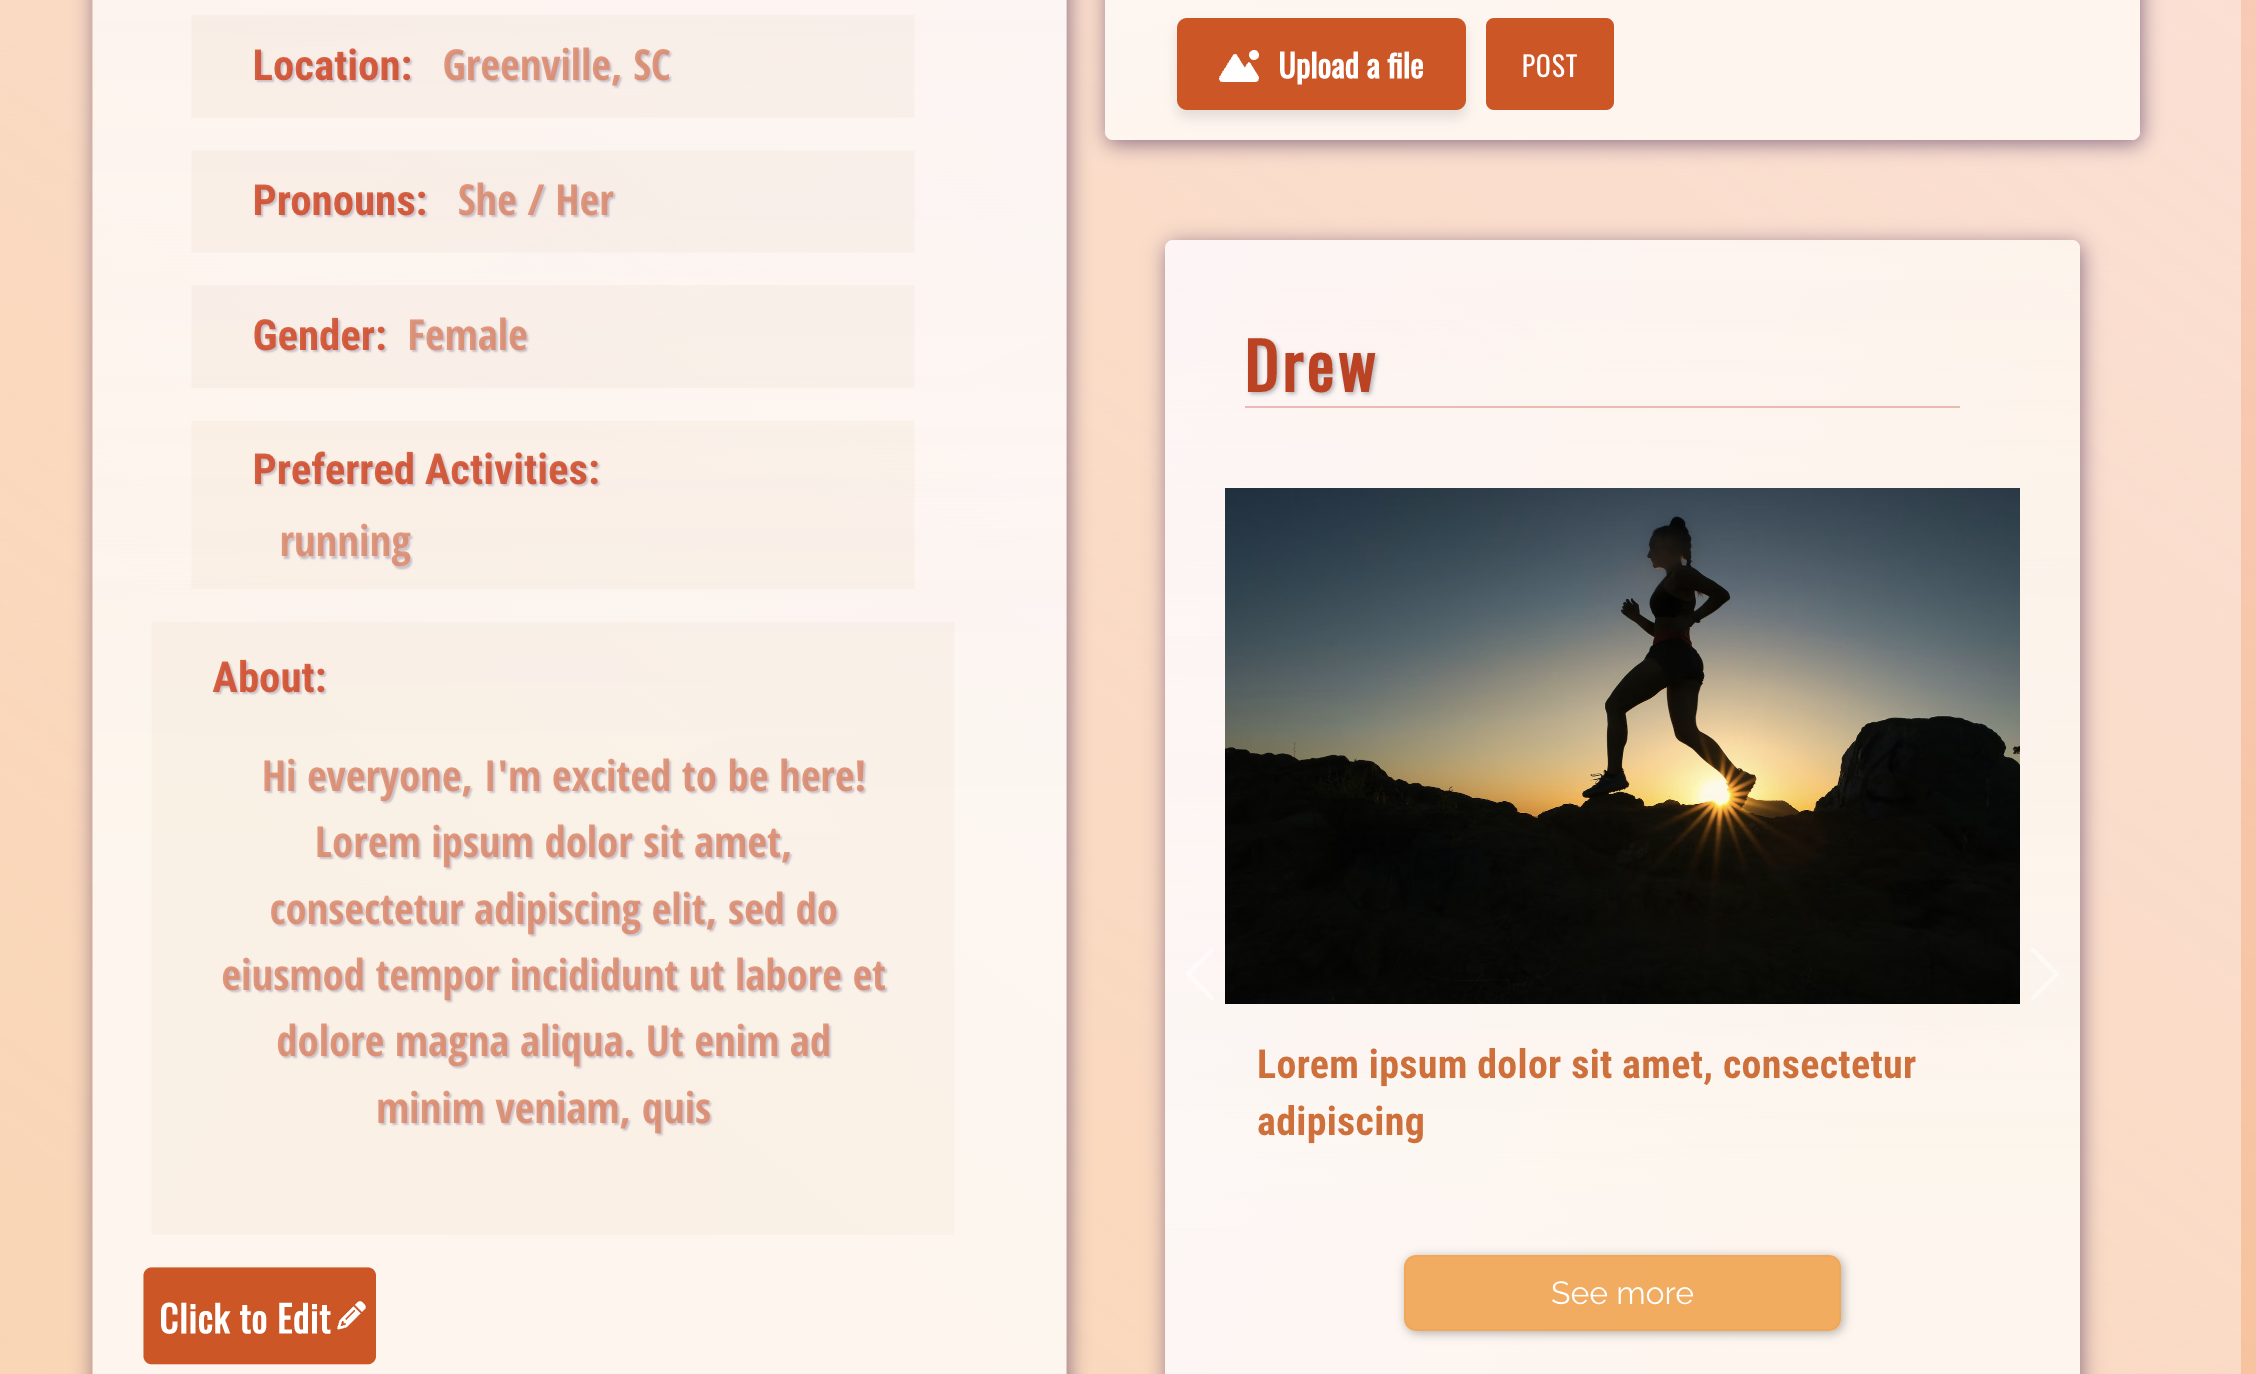 Location: Greenville, SC
Pronouns: She / Her
Gender: Female
Preferred Activities:
running
About:
Hi everyone, I'm excited to be here!
Lorem ipsum dolor sit amet,
consectetur adipiscing elit, sed do
eiusmod tempor incididunt ut labore et
dolore magna aliqua. Ut enim ad
minim veniam, quis
Click to Edit
Upload a file
POST
Drew
Lorem ipsum dolor sit amet, consectetur
adipiscing
See more